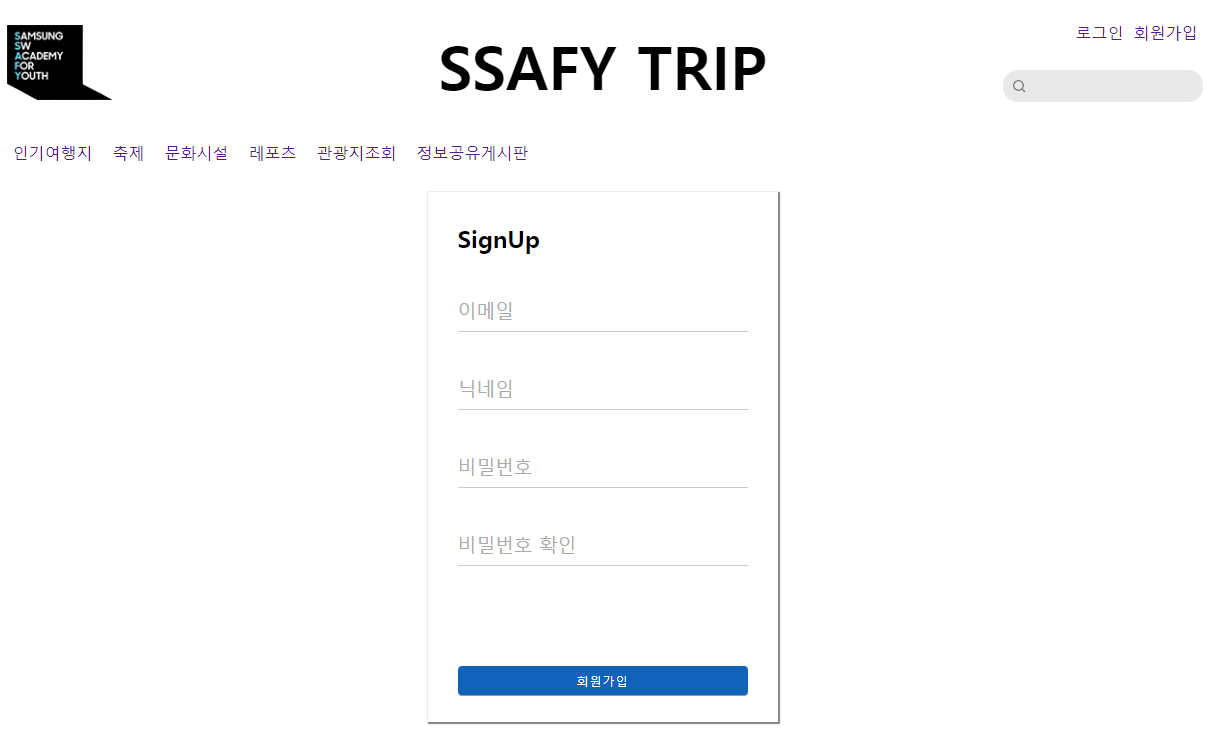 SAMSUNG
SW
ACADEMY
FOR
YOUTH
SSAFY TRIP
로그인 회원가입
인기여행지 축제 문화시설 레포츠 관광지조회 정보공유게시판
SignUp
이메일
닉네임
비밀번호
비밀번호 확인
회원가입